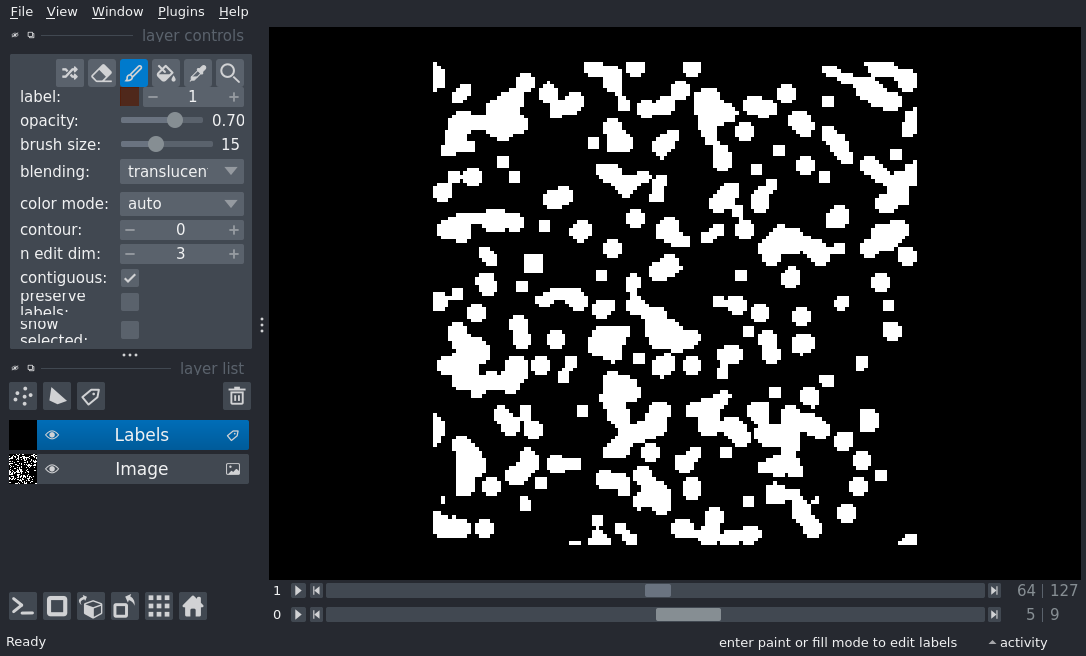 File View Window Plugins Help
layer controls
label: 1
opacity: 0.70
brush size: 15
blending: translucen
color mode: auto
contour: 0
n edit dim: 3
contiguous:
preserve
labels:
show
selected:
layer list
Labels
Image
1 64 127
0 5 9
Ready enter paint or fill mode to edit labels activity